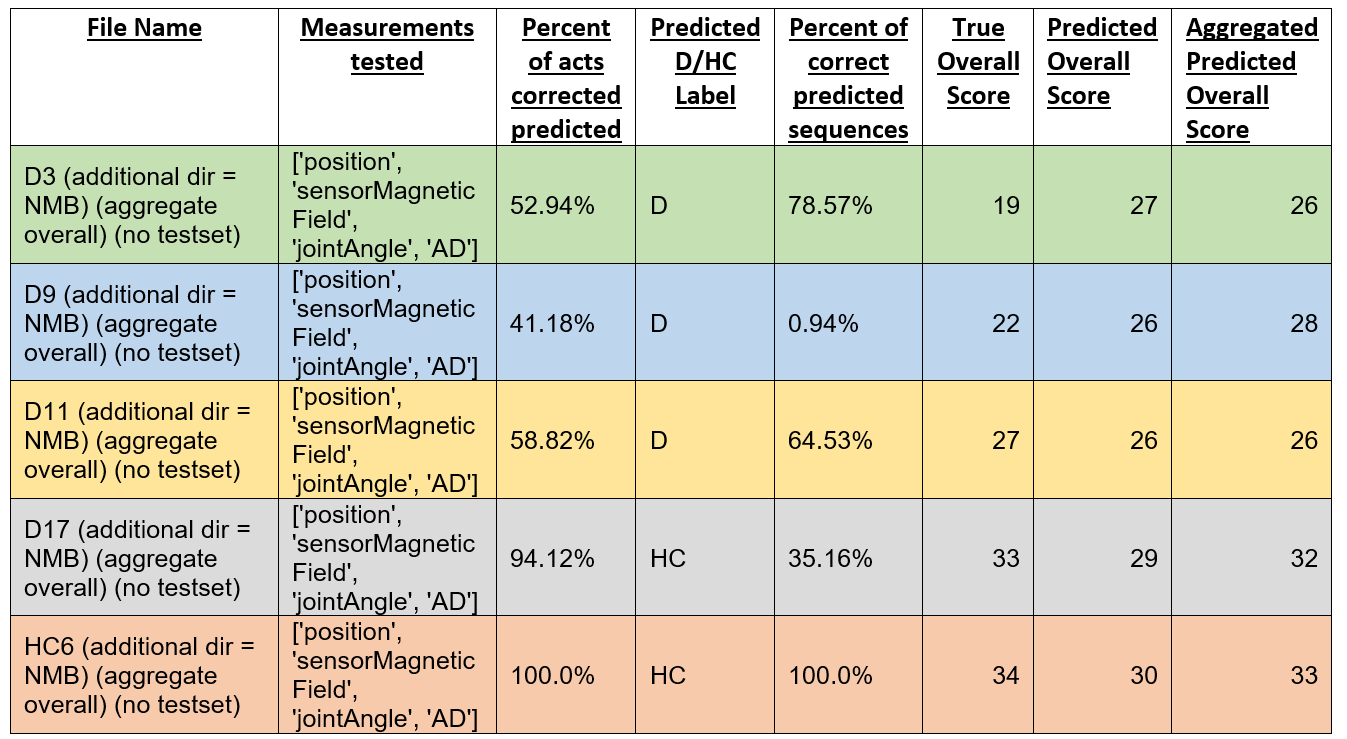 File Name
Measurements
tested
Percent
of acts
corrected
predicted
Predicted
D/HC
Label
Percent of
correct
predicted
sequences
True
Overall
Score
Predicted
Overall
Score
Aggregated
Predicted
Overall
Score
D3 (additional dir =
NMB) (aggregate
overall) (no testset)
['position',
'sensorMagnetic
Field',
'jointAngle', 'AD']
52.94%
D
78.57%
19
27
26
D9 (additional dir =
NMB) (aggregate
overall) (no testset)
['position',
'sensorMagnetic
Field',
'jointAngle', 'AD']
41.18%
D
0.94%
22
26
28
D11 (additional dir =
NMB) (aggregate
overall) (no testset)
['position',
'sensorMagnetic
Field',
'jointAngle', 'AD']
58.82%
D
64.53%
27
26
26
D17 (additional dir =
NMB) (aggregate
overall) (no testset)
['position',
'sensorMagnetic
Field',
'jointAngle', 'AD']
94.12%
HC
35.16%
33
29
32
HC6 (additional dir =
NMB) (aggregate
overall) (no testset)
['position',
'sensorMagnetic
Field',
'jointAngle', 'AD']
100.0%
HC
100.0%
34
30
33